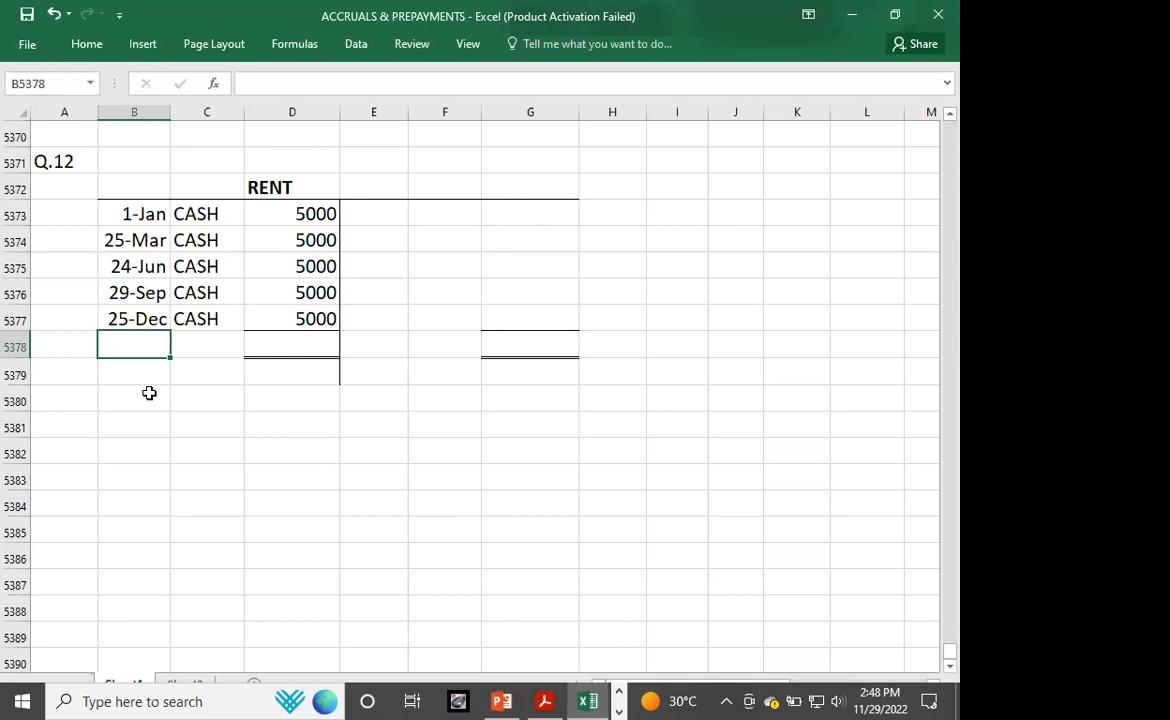 ACCRUALS & PREPAYMENTS - Excel (Product Activation Failed)
File Home Insert Page Layout Formulas Data Review View Tell me what you want to do... Share
B5378 fx
A B C D E F G H I J K L M
5370
5371 Q.12
5372 RENT
5373 1-Jan CASH 5000
5374 25-Mar CASH 5000
5375 24-Jun CASH 5000
5376 29-Sep CASH 5000
5377 25-Dec CASH 5000
5378
5379
5380
5381
5382
5383
5384
5385
5386
5387
5388
5389
5390
Type here to search 30°C 2:48 PM
11/29/2022